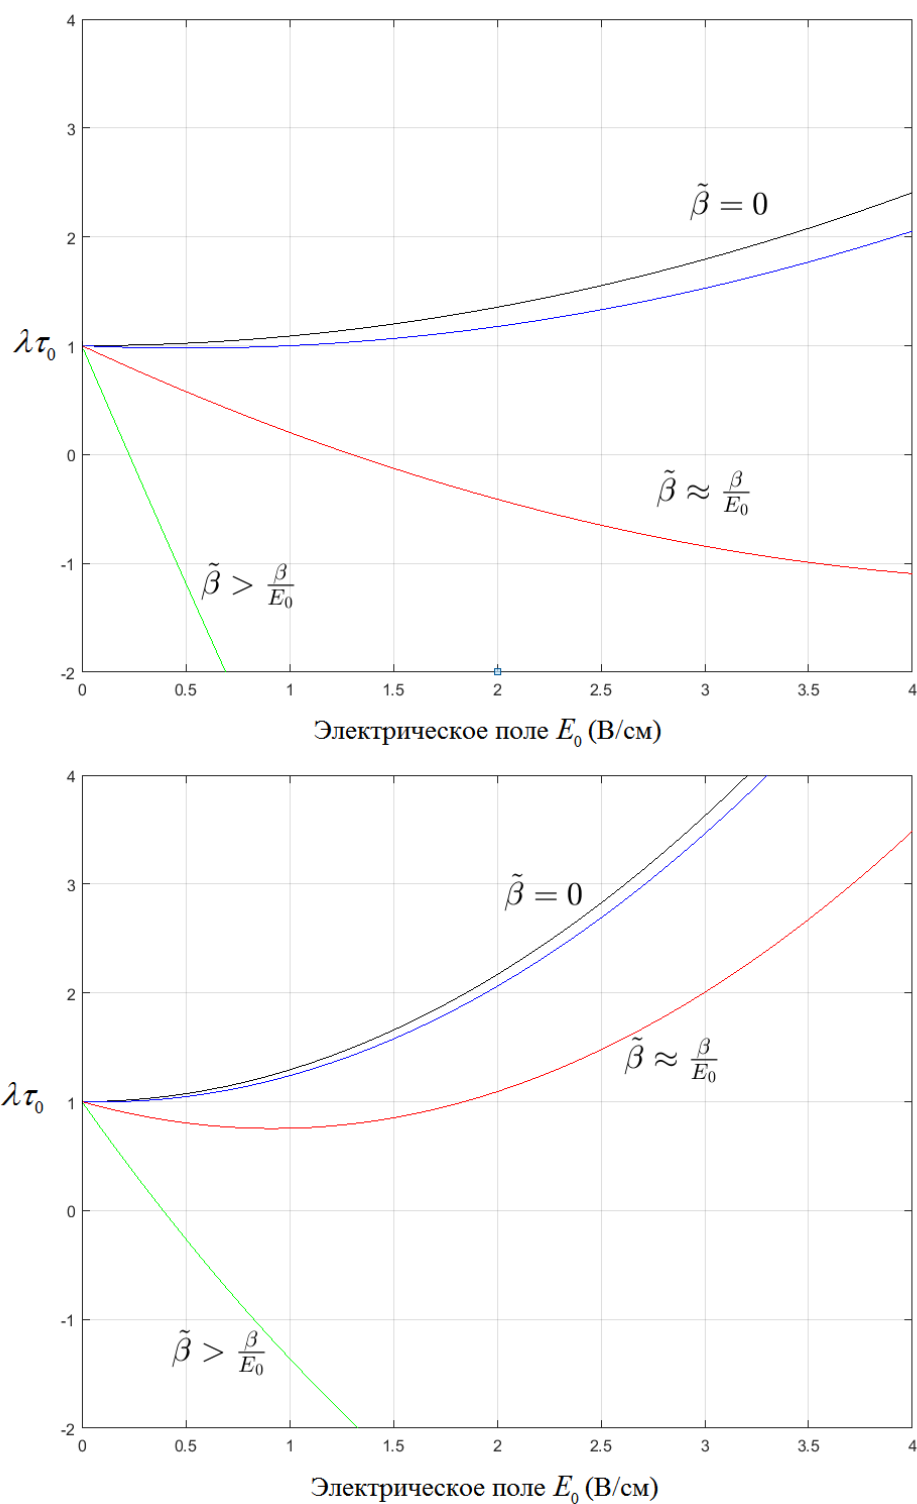 4
3
2
1
0
-1
-2
λτ₀
β̃ = 0
β̃ ≈ β/E₀
β̃ > β/E₀
0 0.5 1 1.5 2 2.5 3 3.5 4
Электрическое поле E₀ (В/см)
4
3
2
1
0
-1
-2
λτ₀
β̃ = 0
β̃ ≈ β/E₀
β̃ > β/E₀
0 0.5 1 1.5 2 2.5 3 3.5 4
Электрическое поле E₀ (В/см)